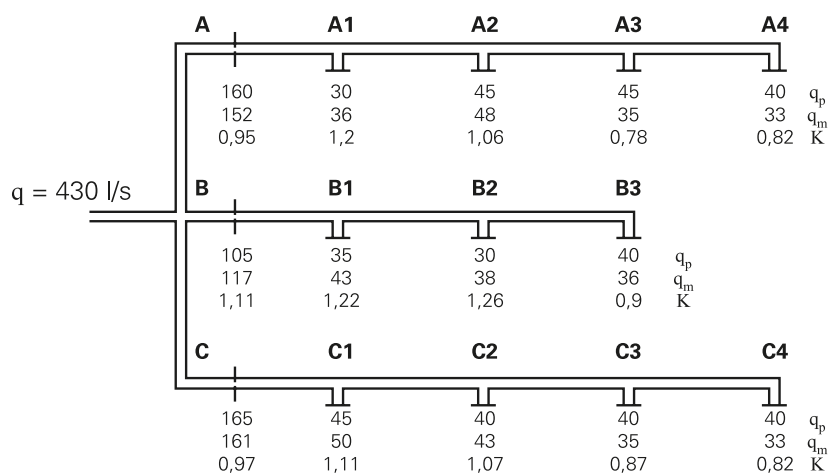 A A1 A2 A3 A4
160 30 45 45 40 qp
152 36 48 35 33 qm
0,95 1,2 1,06 0,78 0,82 K
q = 430 l/s
B B1 B2 B3
105 35 30 40 qp
117 43 38 36 qm
1,11 1,22 1,26 0,9 K
C C1 C2 C3 C4
165 45 40 40 40 qp
161 50 43 35 33 qm
0,97 1,11 1,07 0,87 0,82 K